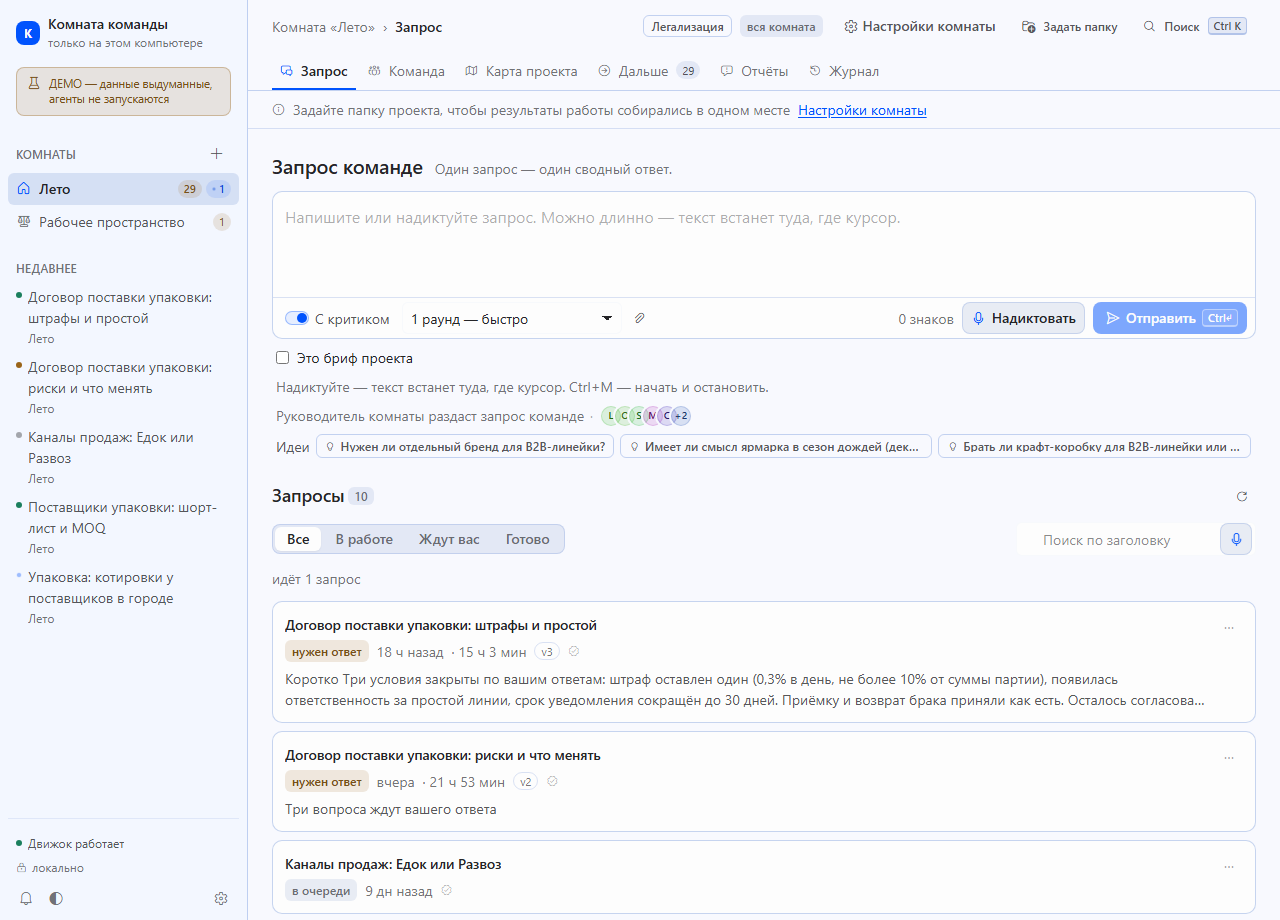 К
Комната команды
только на этом компьютере
ДЕМО — данные выдуманные,
агенты не запускаются
КОМНАТЫ
Лето 29 1
Рабочее пространство 1
НЕДАВНЕЕ
Договор поставки упаковки:
штрафы и простой
Лето
Договор поставки упаковки:
риски и что менять
Лето
Каналы продаж: Едок или
Развоз
Лето
Поставщики упаковки: шорт-
лист и MOQ
Лето
Упаковка: котировки у
поставщиков в городе
Лето
Движок работает
локально
Комната «Лето» › Запрос
Легализация вся комната Настройки комнаты Задать папку Поиск Ctrl K
Запрос Команда Карта проекта Дальше 29 Отчёты Журнал
Задайте папку проекта, чтобы результаты работы собирались в одном месте Настройки комнаты
Запрос команде Один запрос — один сводный ответ.
Напишите или надиктуйте запрос. Можно длинно — текст встанет туда, где курсор.
С критиком 1 раунд — быстро 0 знаков Надиктовать Отправить Ctrl↵
Это бриф проекта
Надиктуйте — текст встанет туда, где курсор. Ctrl+M — начать и остановить.
Руководитель комнаты раздаст запрос команде · L C S M C +2
Идеи Нужен ли отдельный бренд для B2B-линейки? Имеет ли смысл ярмарка в сезон дождей (дек... Брать ли крафт-коробку для B2B-линейки или ...
Запросы 10
Все В работе Ждут вас Готово
Поиск по заголовку
идёт 1 запрос
Договор поставки упаковки: штрафы и простой ...
нужен ответ 18 ч назад · 15 ч 3 мин v3
Коротко Три условия закрыты по вашим ответам: штраф оставлен один (0,3% в день, не более 10% от суммы партии), появилась
ответственность за простой линии, срок уведомления сокращён до 30 дней. Приёмку и возврат брака приняли как есть. Осталось согласова...
Договор поставки упаковки: риски и что менять ...
нужен ответ вчера · 21 ч 53 мин v2
Три вопроса ждут вашего ответа
Каналы продаж: Едок или Развоз ...
в очереди 9 дн назад